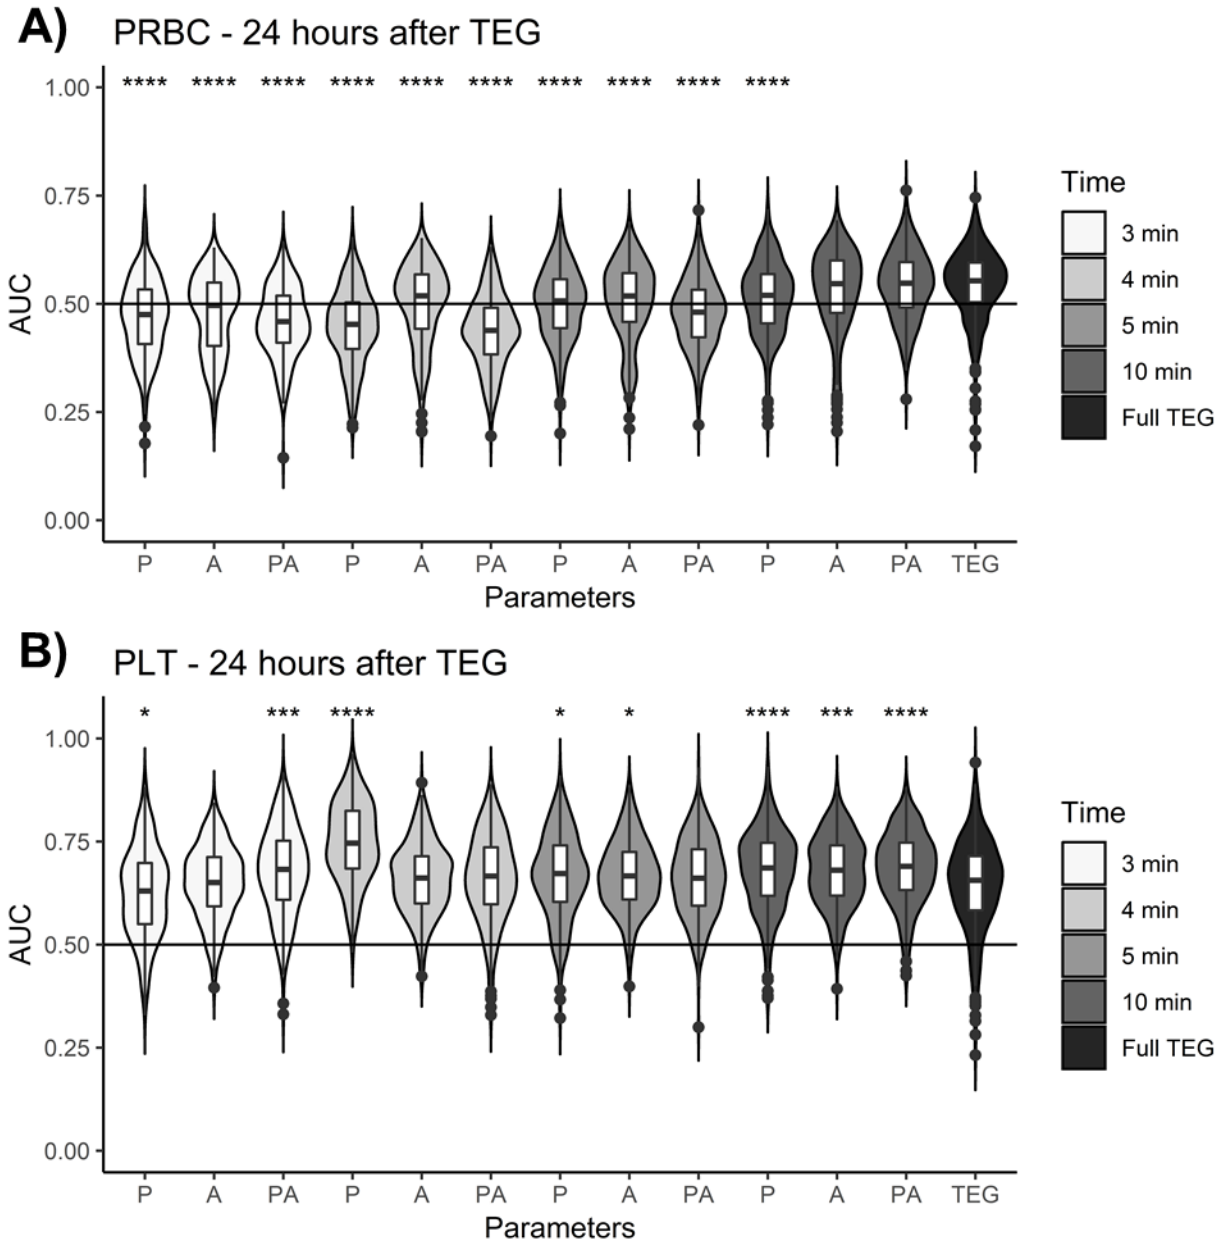 A) PRBC - 24 hours after TEG
**** **** **** **** **** **** **** **** **** ****
1.00
0.75
0.50
0.25
0.00
AUC
P A PA P A PA P A PA P A PA TEG
Parameters
Time
3 min
4 min
5 min
10 min
Full TEG
B) PLT - 24 hours after TEG
* *** **** * * **** *** ****
1.00
0.75
0.50
0.25
0.00
AUC
P A PA P A PA P A PA P A PA TEG
Parameters
Time
3 min
4 min
5 min
10 min
Full TEG